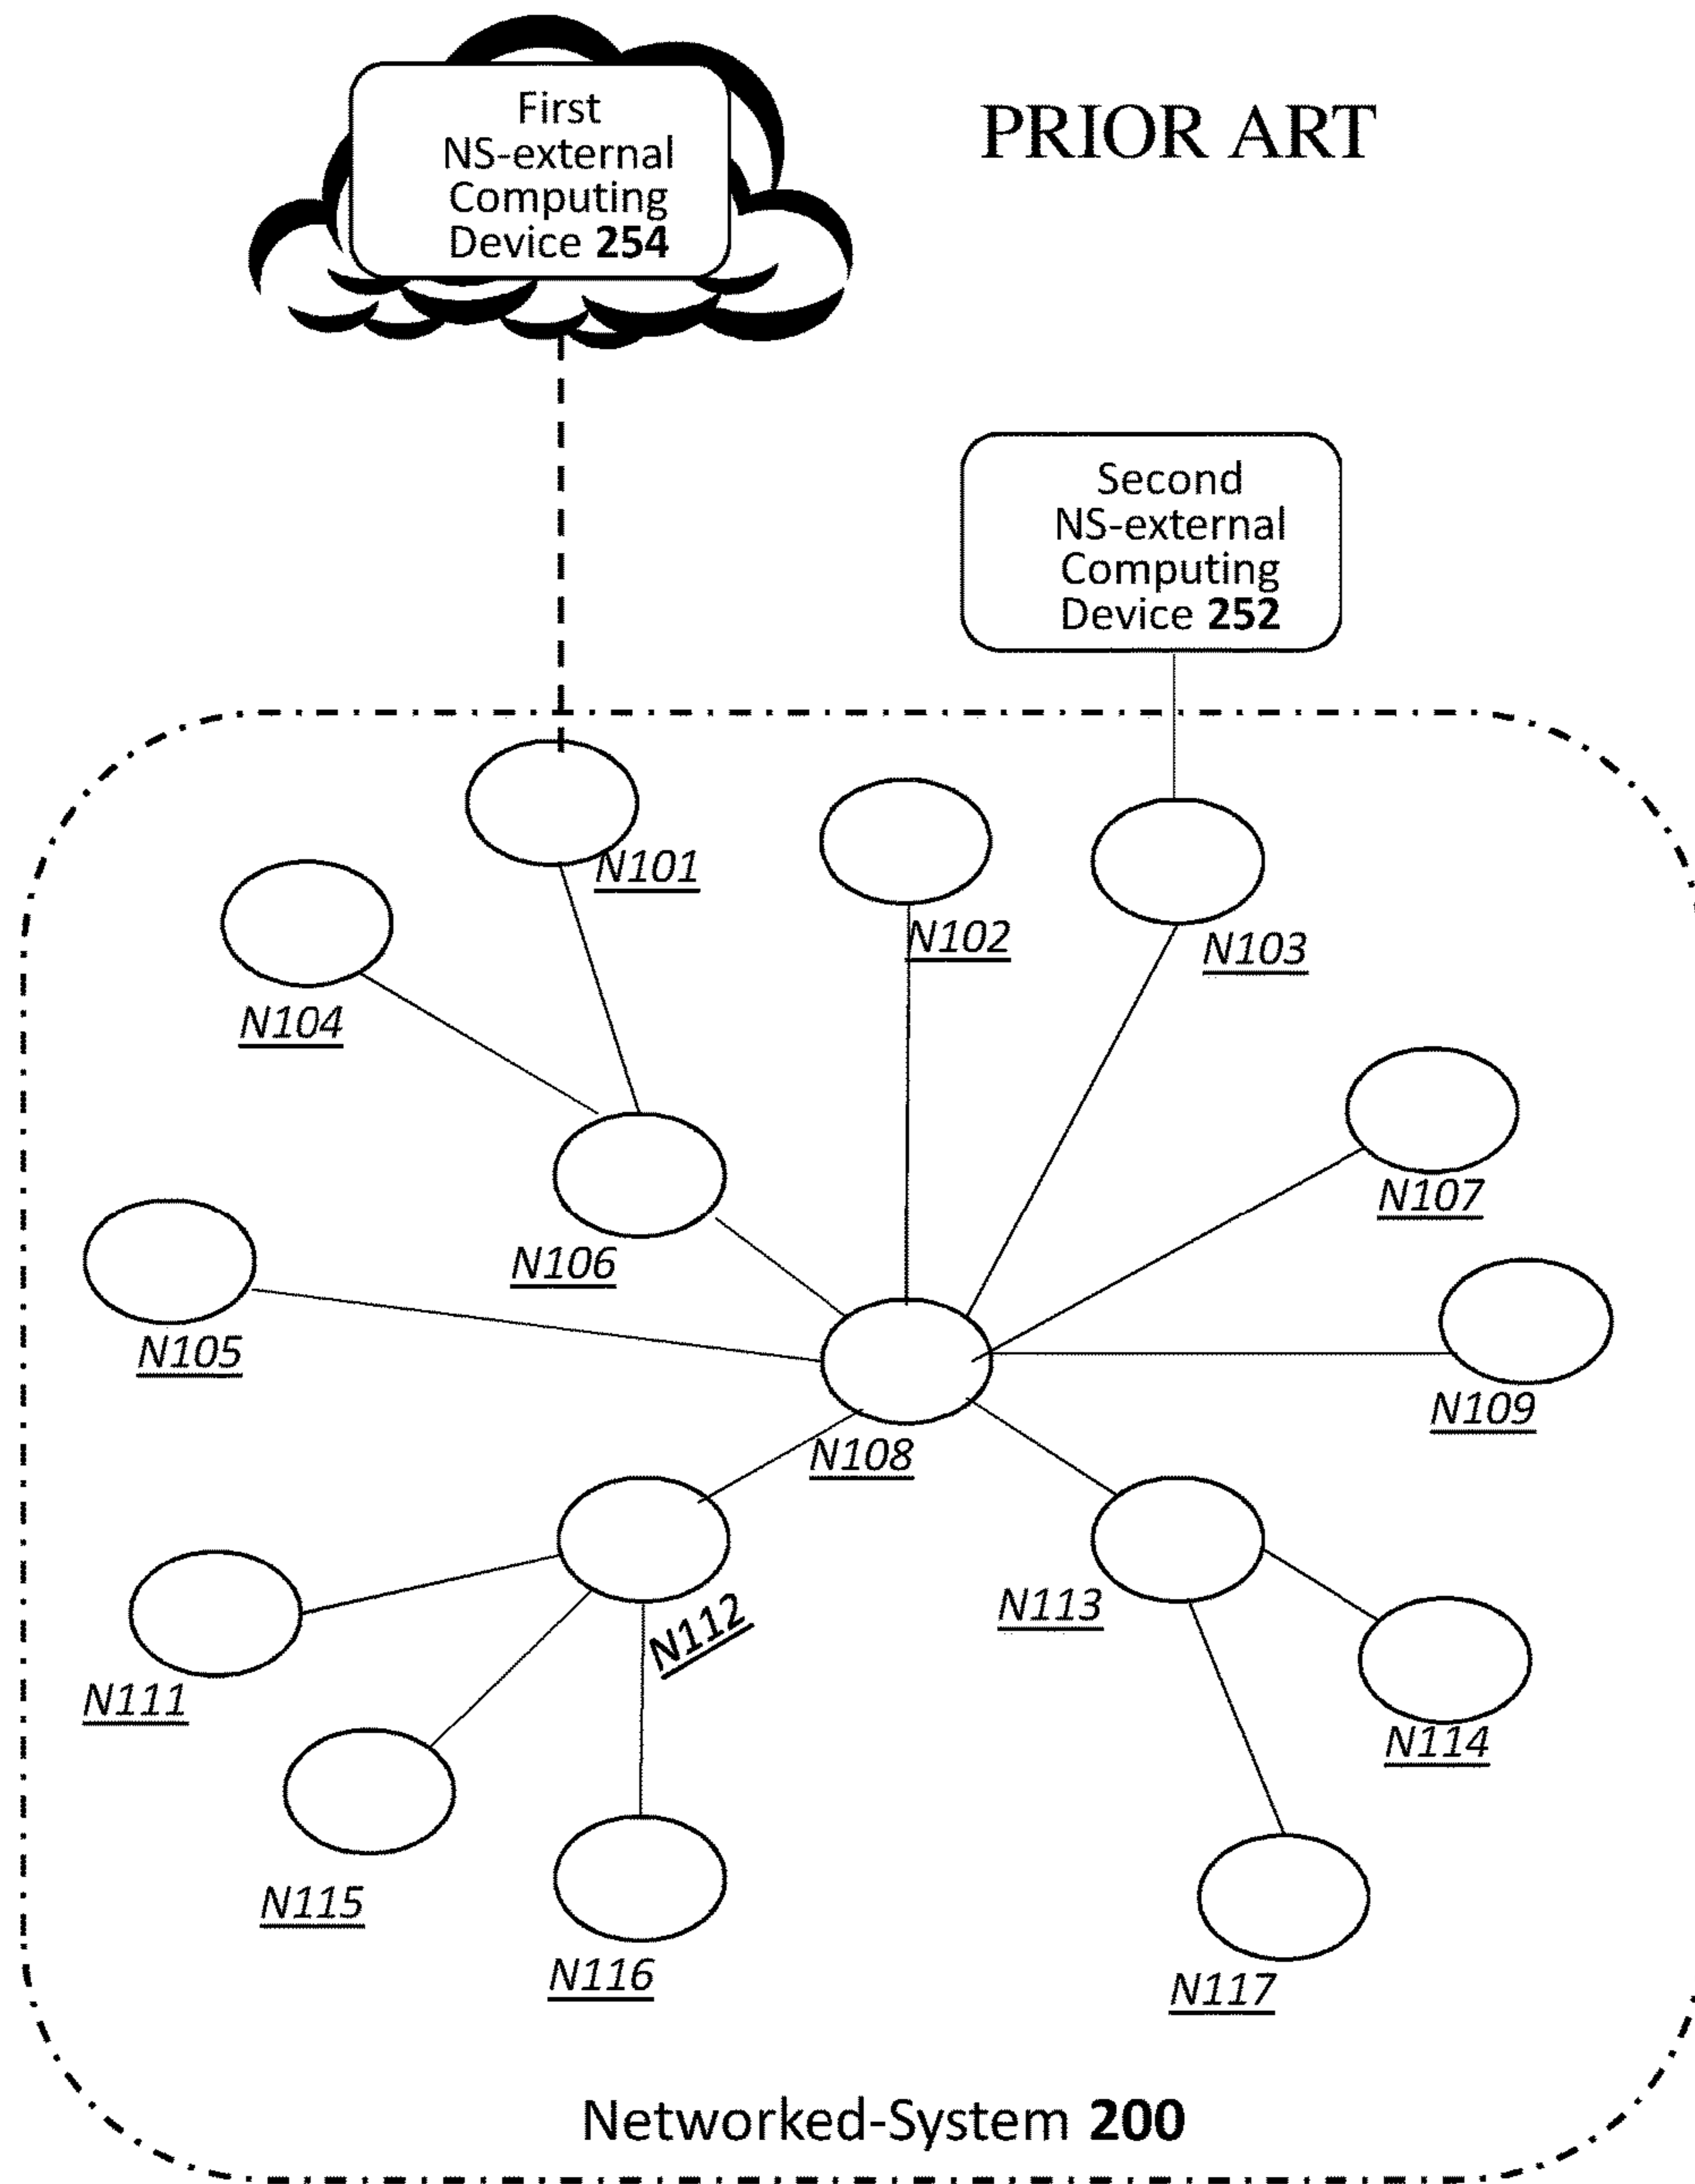 First
NS-external
Computing
Device 254
PRIOR ART
Second
NS-external
Computing
Device 252
N101
N102
N103
N104
N107
N106
N105
N109
N108
N112
N113
N111
N114
N115
N116
N117
Networked-System 200